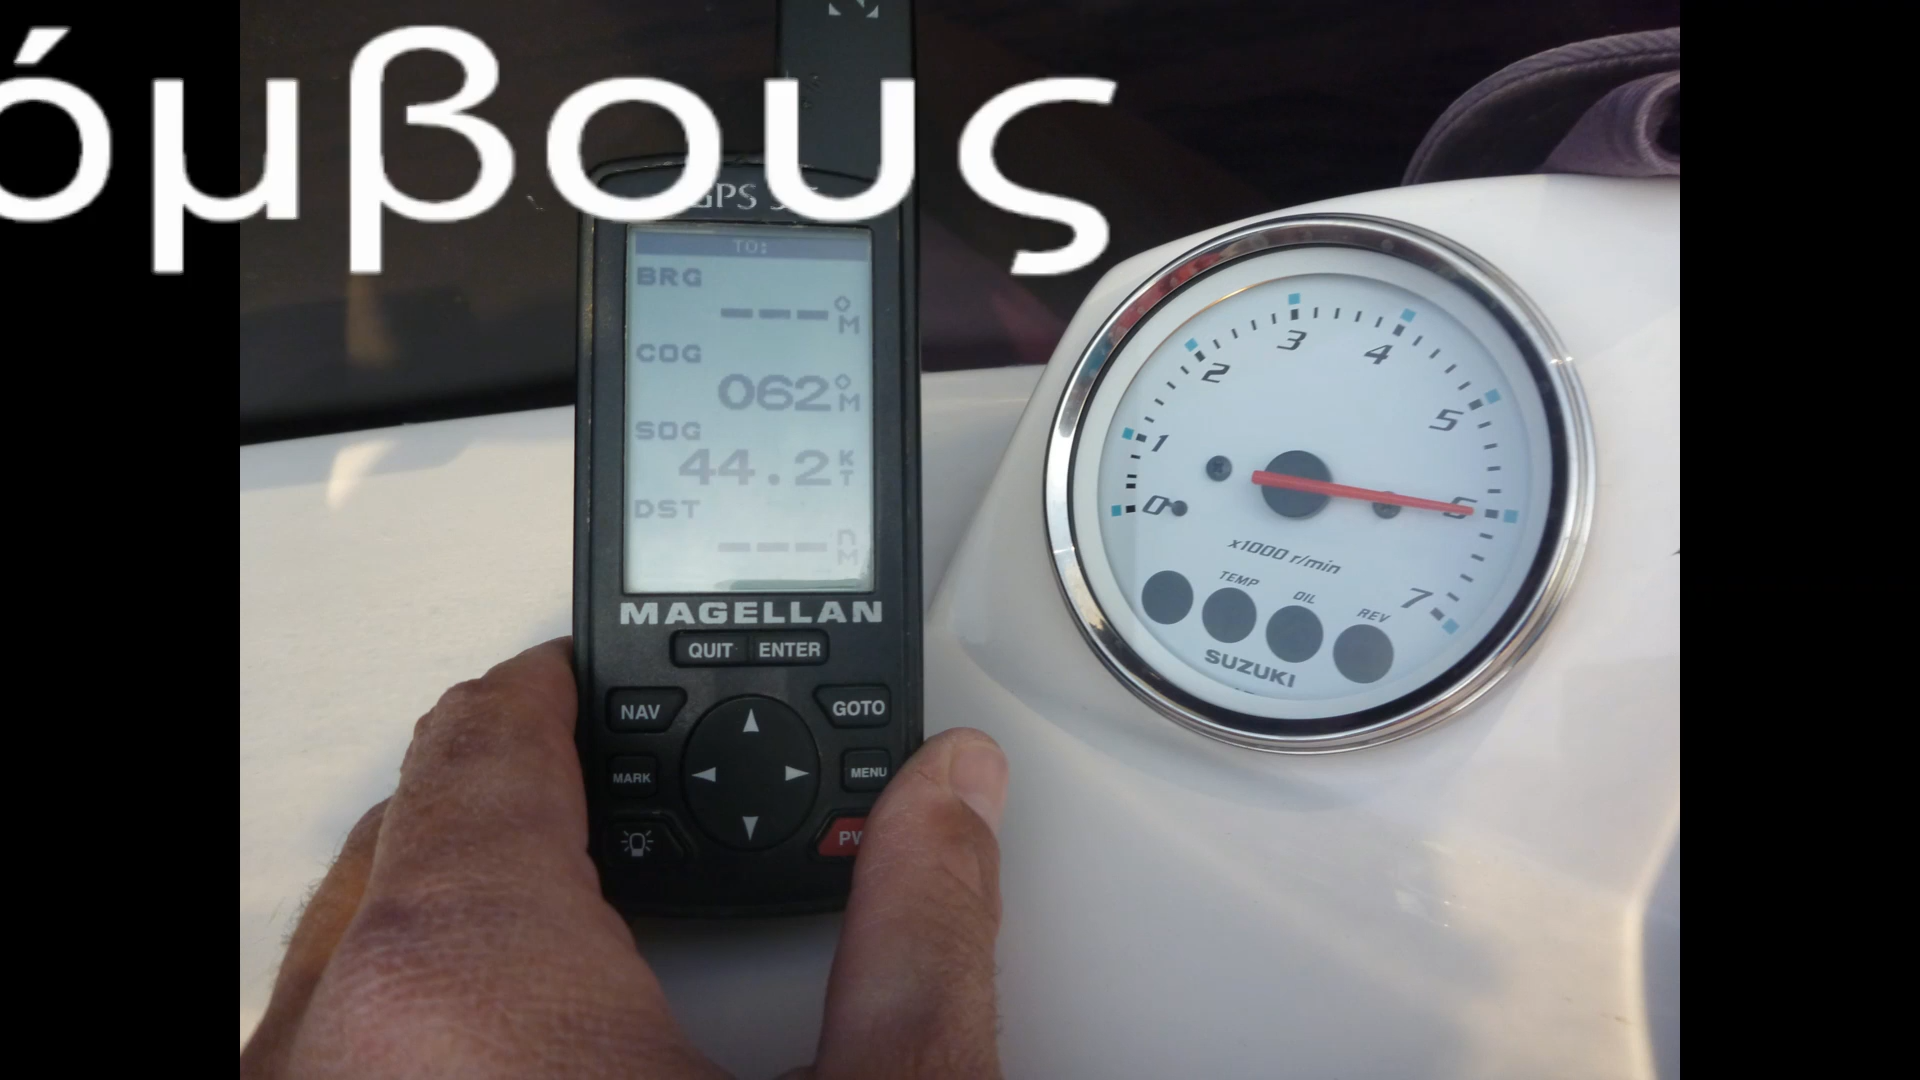 όμβους
TO:
BRG
---°M
COG
062°M
SOG
44.2 KT
DST
---nM
MAGELLAN
QUIT ENTER
NAV GOTO
MARK MENU
0 1 2 3 4 5 6 7
x1000 r/min
TEMP OIL REV
SUZUKI